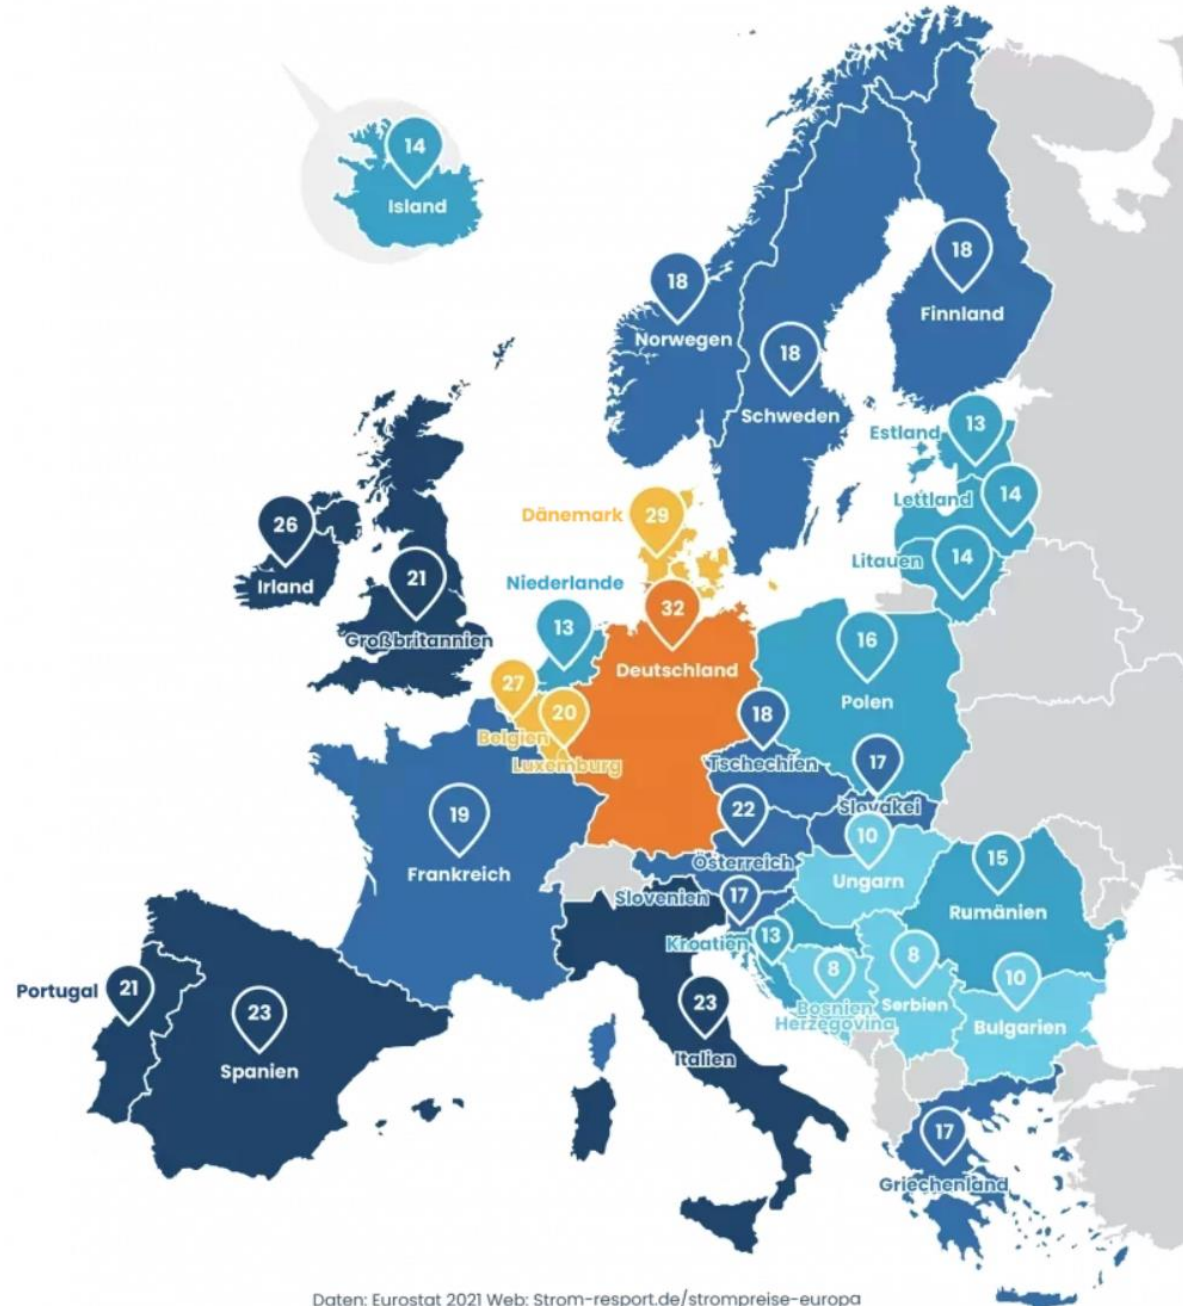 14
Island
18
Finnland
18
Norwegen
18
Schweden
13
Estland
14
Lettland
14
Litauen
29
Dänemark
26
Irland
21
Großbritannien
Niederlande
13
32
Deutschland
16
Polen
27
Belgien
20
Luxemburg
18
Tschechien
17
Slovakei
19
Frankreich
22
Österreich
10
Ungarn
15
Rumänien
Slovenien
17
Kroatien
13
8
Bosnien
Herzegovina
8
Serbien
10
Bulgarien
Portugal
21
23
Spanien
23
Italien
17
Griechenland
Daten: Eurostat 2021 Web: Strom-resport.de/strompreise-europa